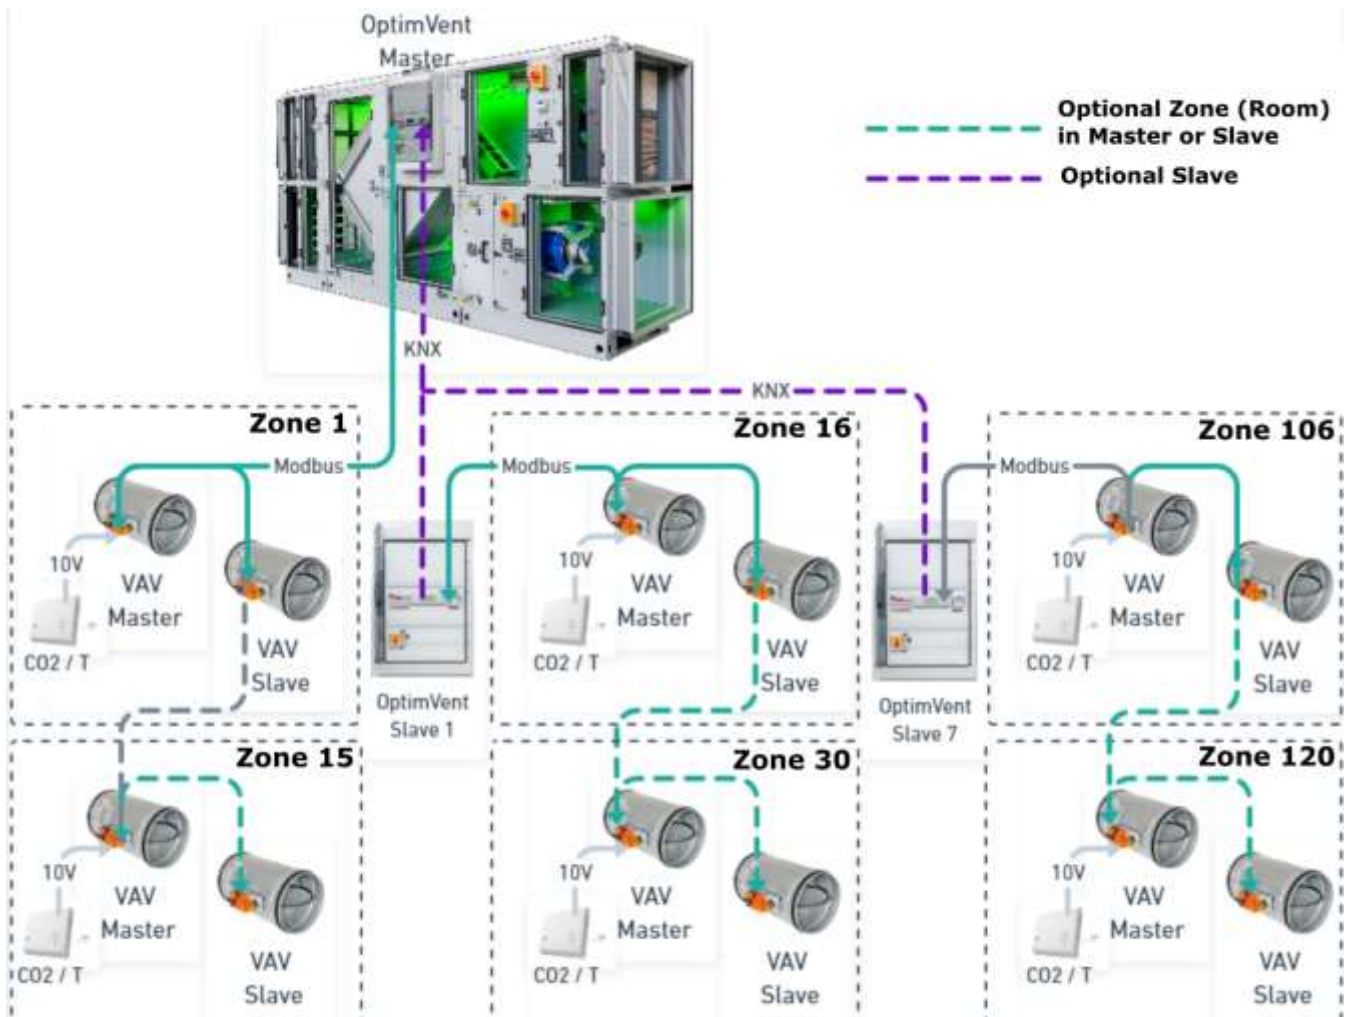 OptimVent
Master
Optional Zone (Room)
in Master or Slave
Optional Slave
KNX
KNX
Zone 1
Modbus
10V
VAV
Master
CO2 / T
VAV
Slave
OptimVent
Slave 1
Zone 16
Modbus
10V
VAV
Master
CO2 / T
VAV
Slave
OptimVent
Slave 7
Zone 106
Modbus
10V
VAV
Master
CO2 / T
VAV
Slave
Zone 15
10V
VAV
Master
CO2 / T
VAV
Slave
Zone 30
10V
VAV
Master
CO2 / T
VAV
Slave
Zone 120
10V
VAV
Master
CO2 / T
VAV
Slave